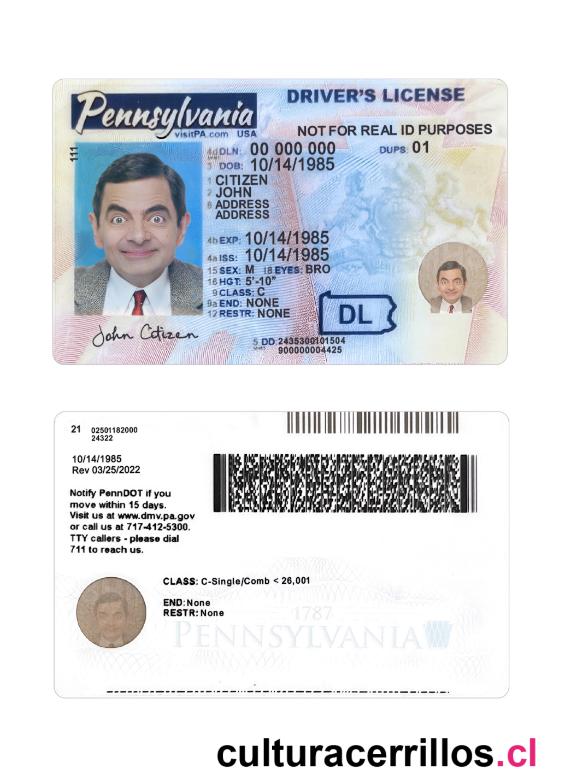 Pennsylvania
visitPA.com USA
DRIVER'S LICENSE
NOT FOR REAL ID PURPOSES
111
4d DLN: 00 000 000 DUPS: 01
3 DOB: 10/14/1985
1 CITIZEN
2 JOHN
8 ADDRESS
ADDRESS
4b EXP: 10/14/1985
4a ISS: 10/14/1985
15 SEX: M 18 EYES: BRO
16 HGT: 5'-10"
9 CLASS: C
9a END: NONE
12 RESTR: NONE
DL
John Citizen
5 DD: 2435300101504
900000004425
21 02501182000
24322
10/14/1985
Rev 03/25/2022
Notify PennDOT if you
move within 15 days.
Visit us at www.dmv.pa.gov
or call us at 717-412-5300.
TTY callers - please dial
711 to reach us.
CLASS: C-Single/Comb < 26,001
END: None
RESTR: None
1787
PENNSYLVANIA
culturacerrillos.cl